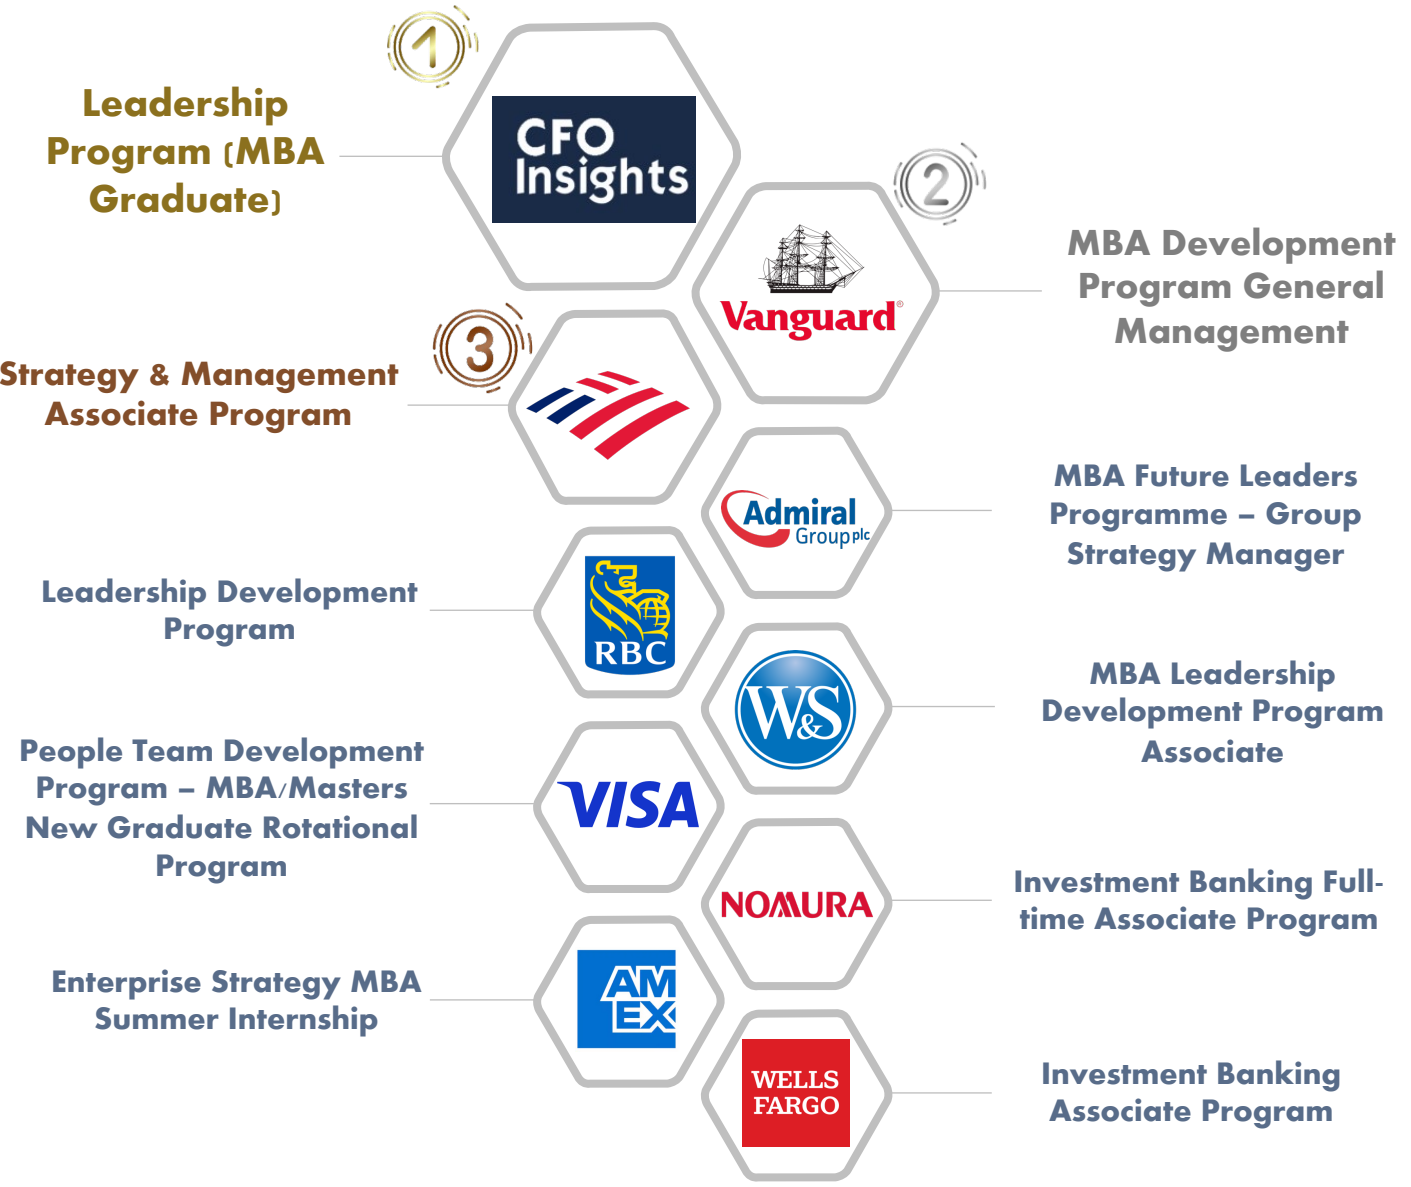 1
Leadership
Program (MBA
Graduate)
CFO
Insights
2
Vanguard®
MBA Development
Program General
Management
3
Strategy & Management
Associate Program
Admiral
Group plc
MBA Future Leaders
Programme – Group
Strategy Manager
Leadership Development
Program
RBC
W&S
MBA Leadership
Development Program
Associate
People Team Development
Program – MBA/Masters
New Graduate Rotational
Program
VISA
NOMURA
Investment Banking Full-
time Associate Program
Enterprise Strategy MBA
Summer Internship
AM
EX
WELLS
FARGO
Investment Banking
Associate Program